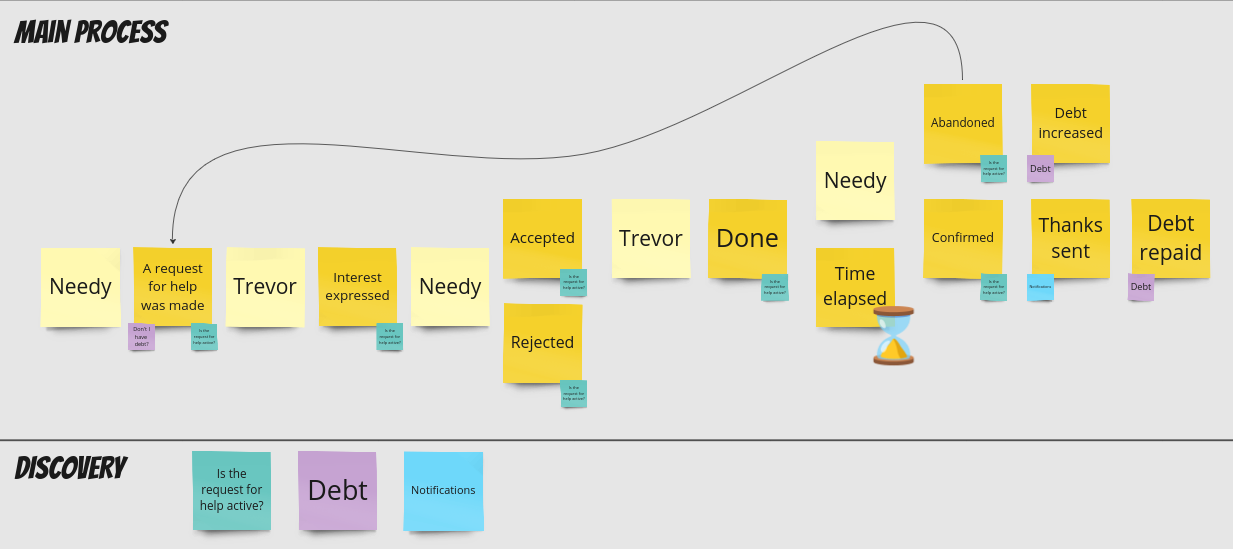 MAIN PROCESS
Abandoned
Is the
request for
help active?
Debt
increased
Debt
Needy
Needy
A request
for help
was made
Don't I
have
debt?
Is the
request for
help active?
Trevor
Interest
expressed
Is the
request for
help active?
Needy
Accepted
Is the
request for
help active?
Rejected
Is the
request for
help active?
Trevor
Done
Is the
request for
help active?
Time
elapsed
Confirmed
Is the
request for
help active?
Thanks
sent
Notifications
Debt
repaid
Debt
DISCOVERY
Is the
request for
help active?
Debt
Notifications